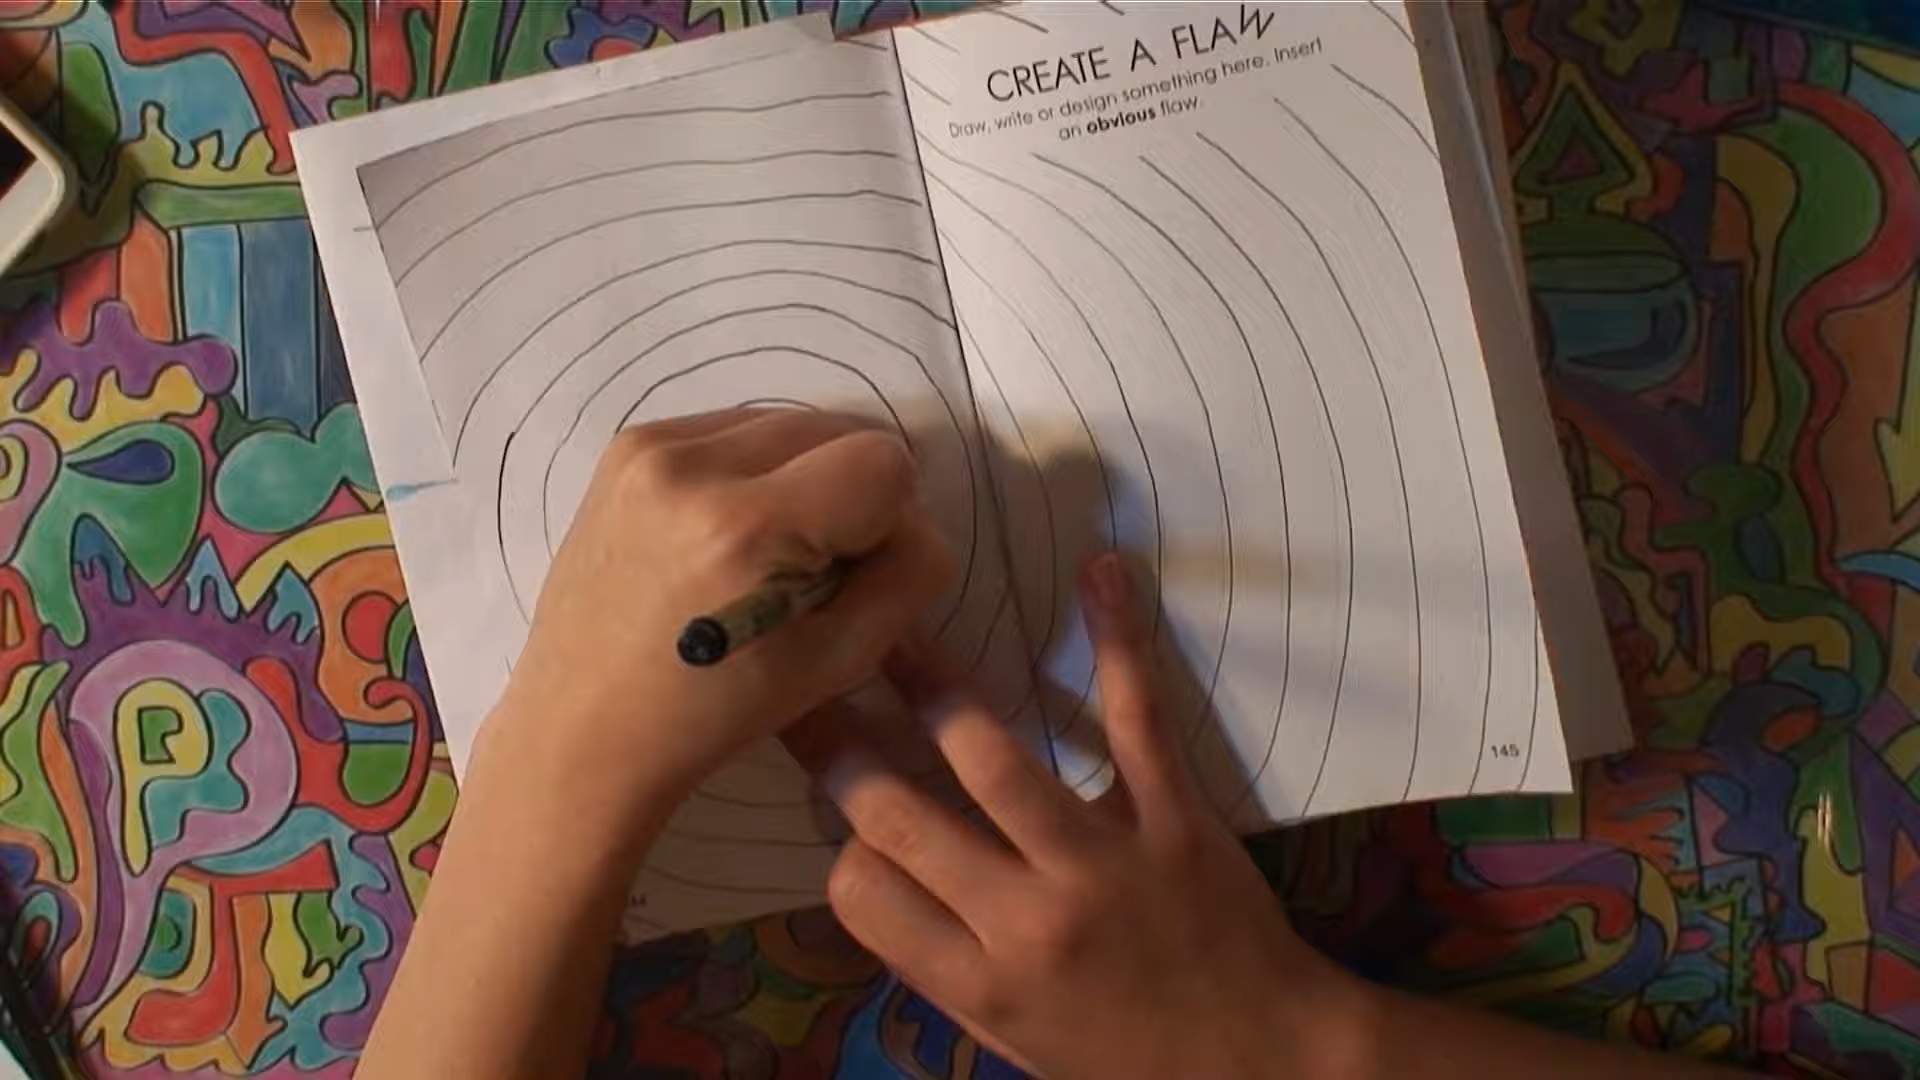 CREATE A FLAW
Draw, write or design something here. Insert
an obvious flaw.
145